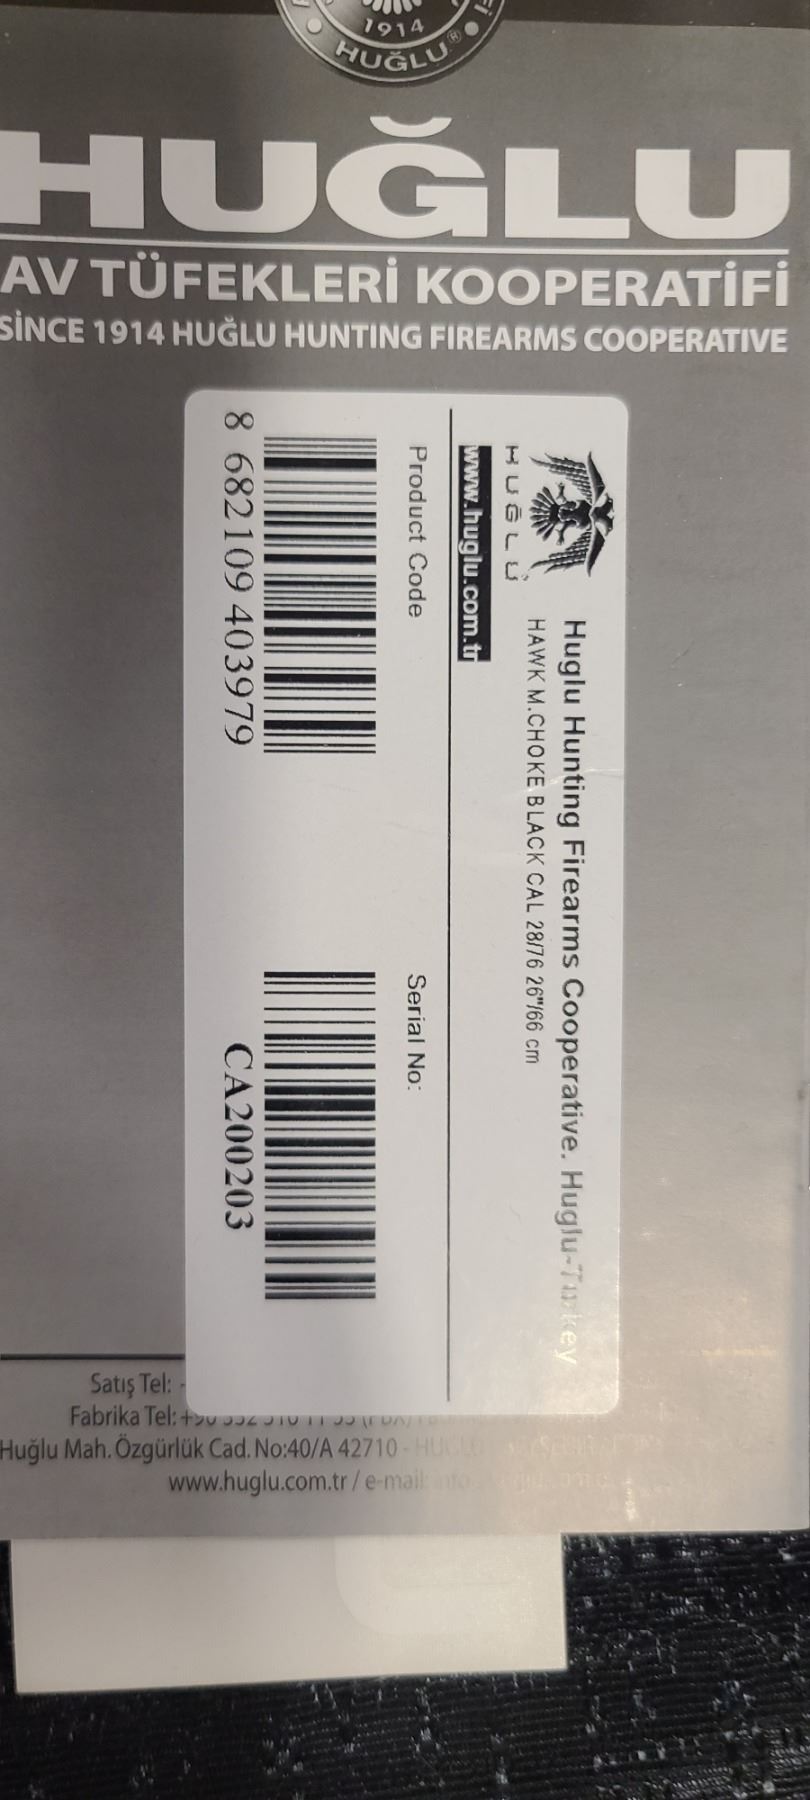 1914
HUĞLU®
HUĞLU
AV TÜFEKLERİ KOOPERATİFİ
SİNCE 1914 HUĞLU HUNTING FIREARMS COOPERATIVE
HUĞLU
Huglu Hunting Firearms Cooperative. Huglu-Turkey
HAWK M.CHOKE BLACK CAL 28/76 26"/66 cm
www.huglu.com.tr
Product Code
Serial No:
8 682109 403979
CA200203
Satış Tel:
Fabrika Tel:
Huğlu Mah. Özgürlük Cad. No:40/A 42710 - HUĞLU
www.huglu.com.tr / e-mail: